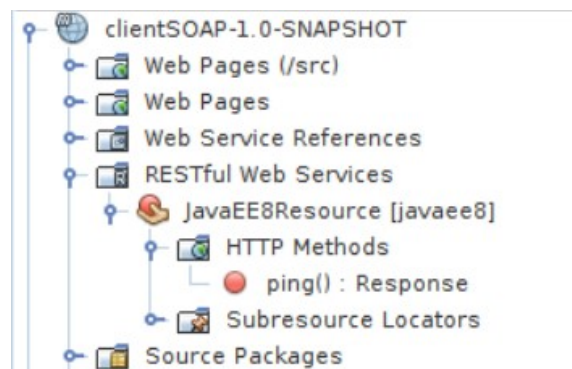 clientSOAP-1.0-SNAPSHOT
Web Pages (/src)
Web Pages
Web Service References
RESTful Web Services
JavaEE8Resource [javaee8]
HTTP Methods
ping() : Response
Subresource Locators
Source Packages